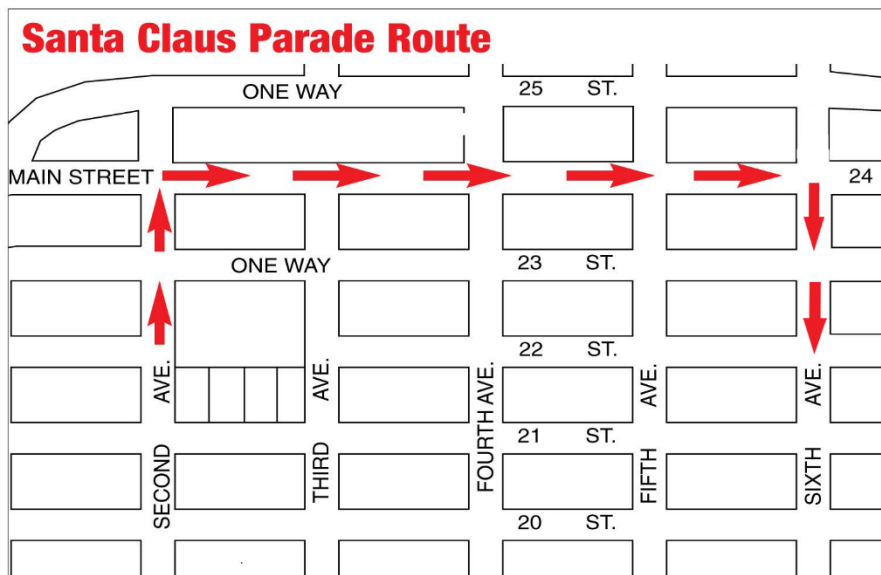 Santa Claus Parade Route
ONE WAY 25 ST.
MAIN STREET 24
ONE WAY 23 ST.
22 ST.
SECOND AVE.
THIRD AVE.
FOURTH AVE.
FIFTH AVE.
SIXTH AVE.
21 ST.
20 ST.